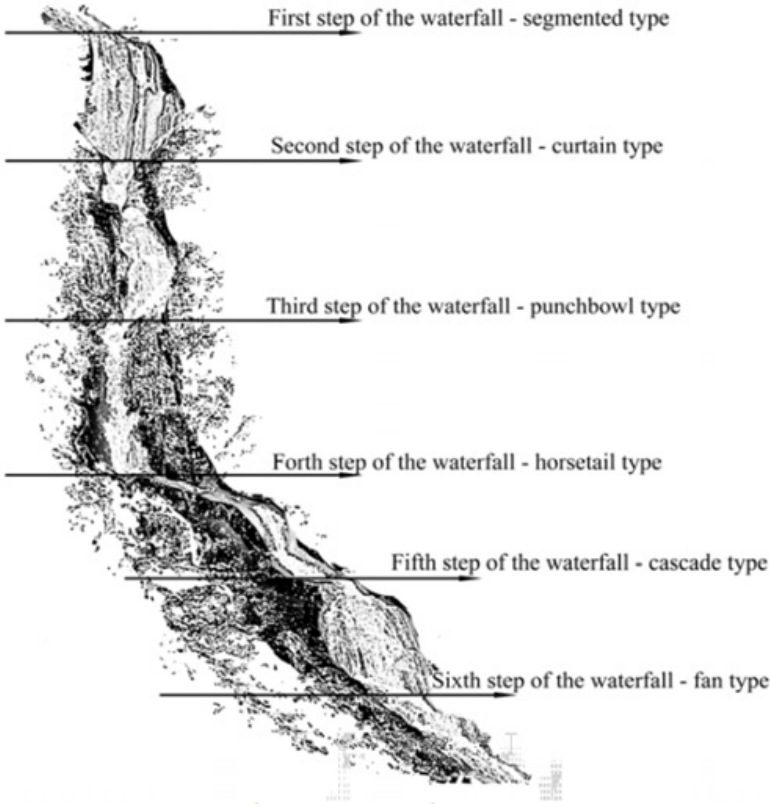 First step of the waterfall - segmented type
Second step of the waterfall - curtain type
Third step of the waterfall - punchbowl type
Forth step of the waterfall - horsetail type
Fifth step of the waterfall - cascade type
Sixth step of the waterfall - fan type